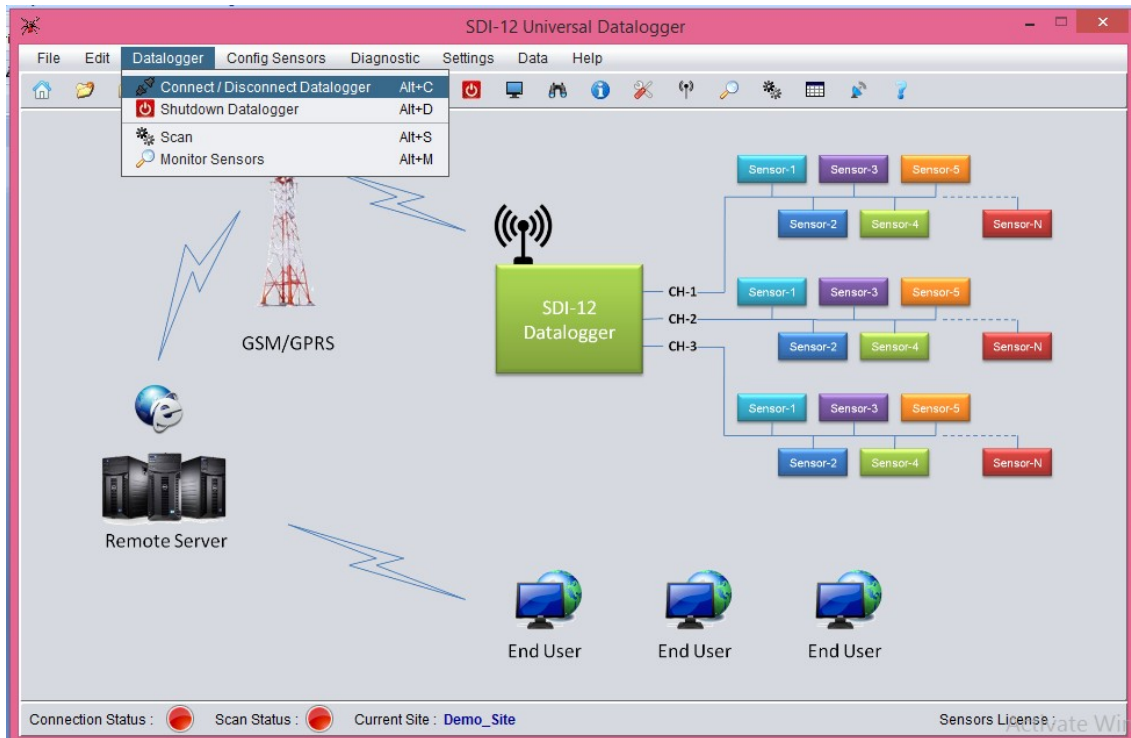 SDI-12 Universal Datalogger
File Edit Datalogger Config Sensors Diagnostic Settings Data Help
Connect / Disconnect Datalogger Alt+C
Shutdown Datalogger Alt+D
Scan Alt+S
Monitor Sensors Alt+M
Sensor-1 Sensor-3 Sensor-5
Sensor-2 Sensor-4 Sensor-N
SDI-12
Datalogger
CH-1
CH-2
CH-3
Sensor-1 Sensor-3 Sensor-5
Sensor-2 Sensor-4 Sensor-N
GSM/GPRS
Sensor-1 Sensor-3 Sensor-5
Sensor-2 Sensor-4 Sensor-N
Remote Server
End User End User End User
Connection Status : Scan Status : Current Site : Demo_Site Sensors License :
Activate Win